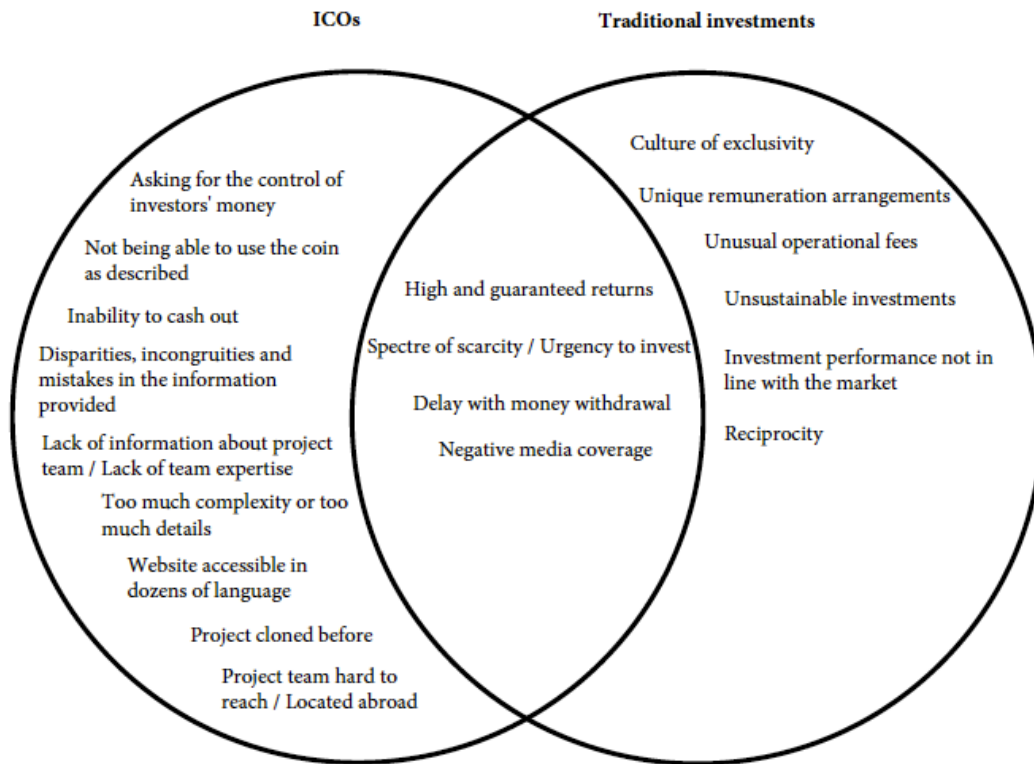 ICOs
Traditional investments
Asking for the control of
investors' money
Not being able to use the coin
as described
Inability to cash out
Disparities, incongruities and
mistakes in the information
provided
Lack of information about project
team / Lack of team expertise
Too much complexity or too
much details
Website accessible in
dozens of language
Project cloned before
Project team hard to
reach / Located abroad
High and guaranteed returns
Spectre of scarcity / Urgency to invest
Delay with money withdrawal
Negative media coverage
Culture of exclusivity
Unique remuneration arrangements
Unusual operational fees
Unsustainable investments
Investment performance not in
line with the market
Reciprocity